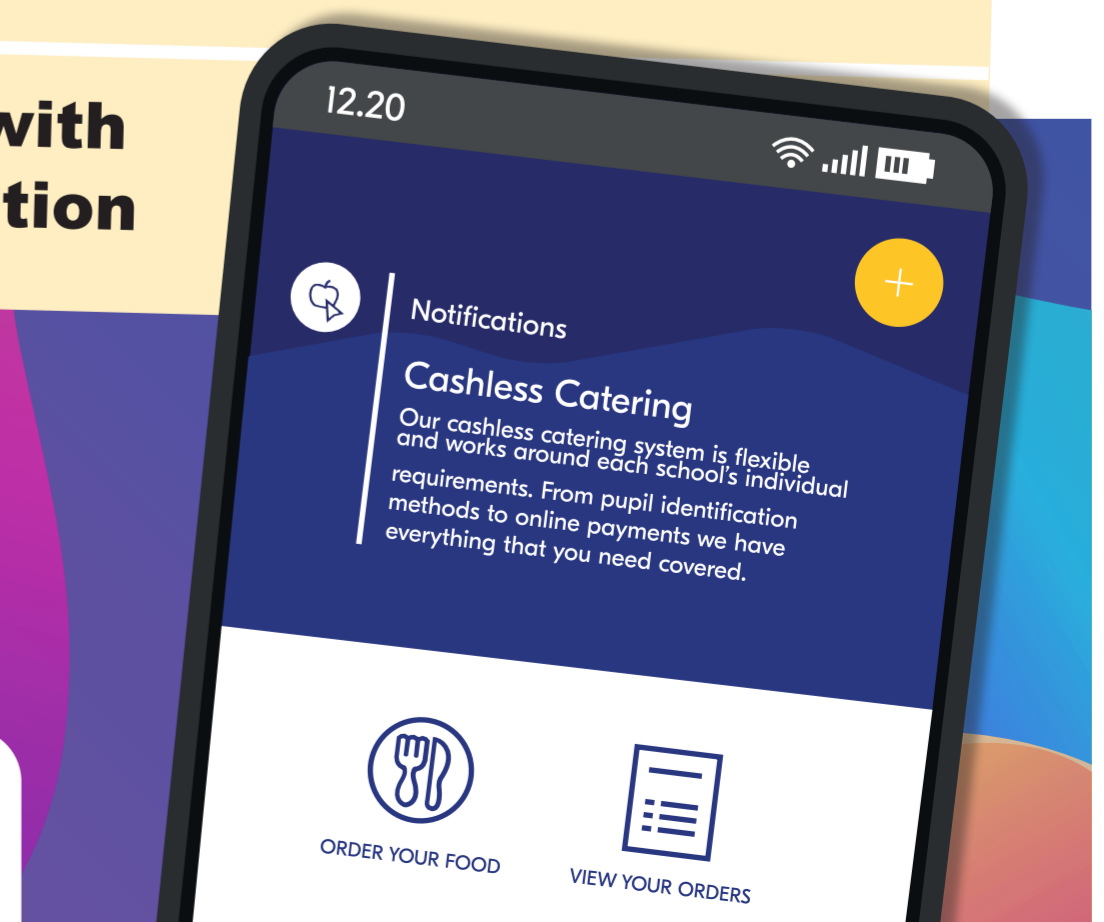 with
tion
12.20
Notifications
Cashless Catering
Our cashless catering system is flexible
and works around each school's individual
requirements. From pupil identification
methods to online payments we have
everything that you need covered.
ORDER YOUR FOOD
VIEW YOUR ORDERS